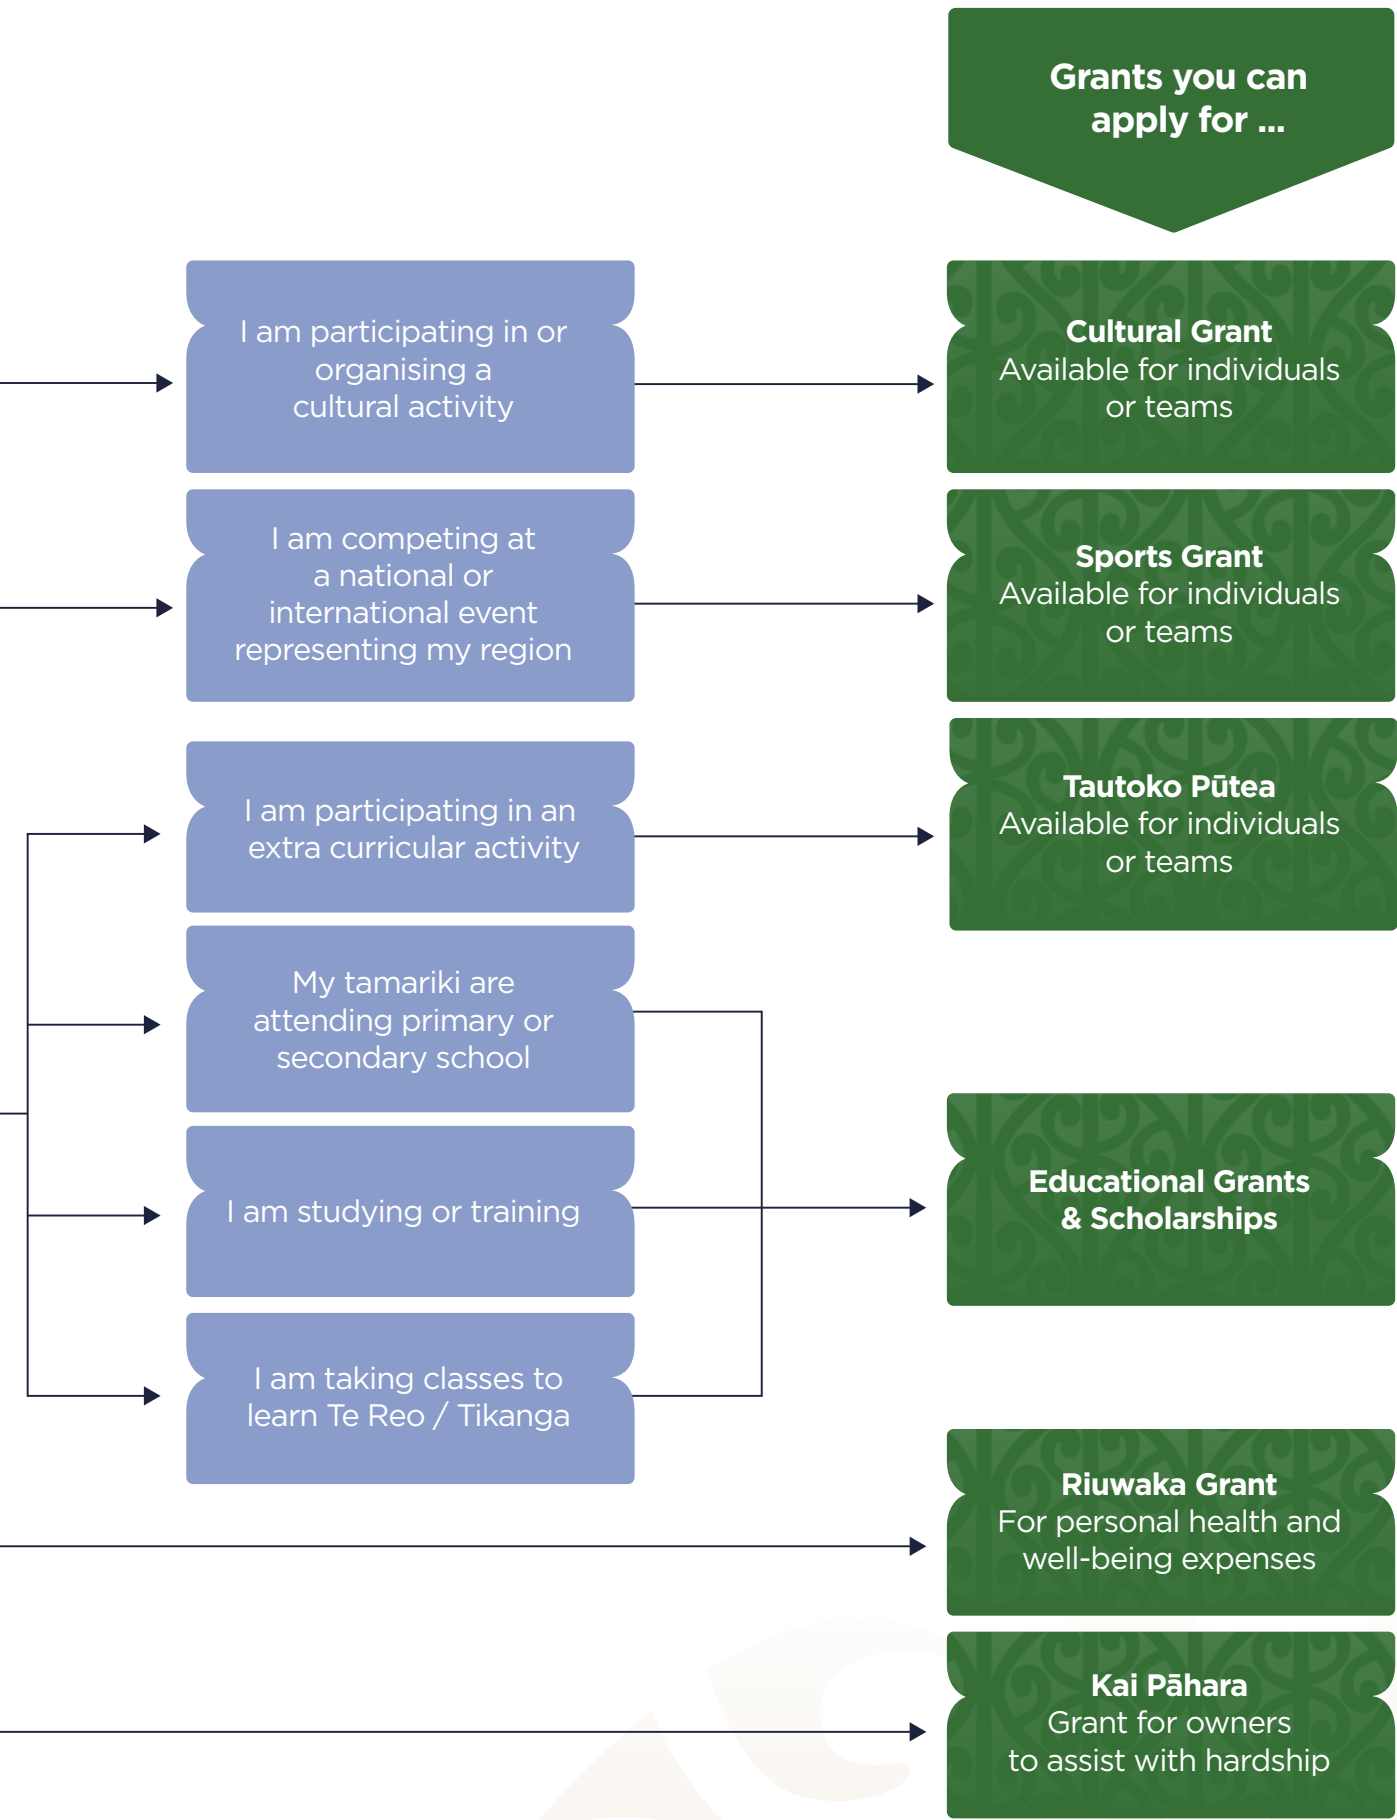 Grants you can
apply for ...
I am participating in or
organising a
cultural activity
Cultural Grant
Available for individuals
or teams
I am competing at
a national or
international event
representing my region
Sports Grant
Available for individuals
or teams
I am participating in an
extra curricular activity
Tautoko Pūtea
Available for individuals
or teams
My tamariki are
attending primary or
secondary school
I am studying or training
I am taking classes to
learn Te Reo / Tikanga
Educational Grants
& Scholarships
Riuwaka Grant
For personal health and
well-being expenses
Kai Pāhara
Grant for owners
to assist with hardship